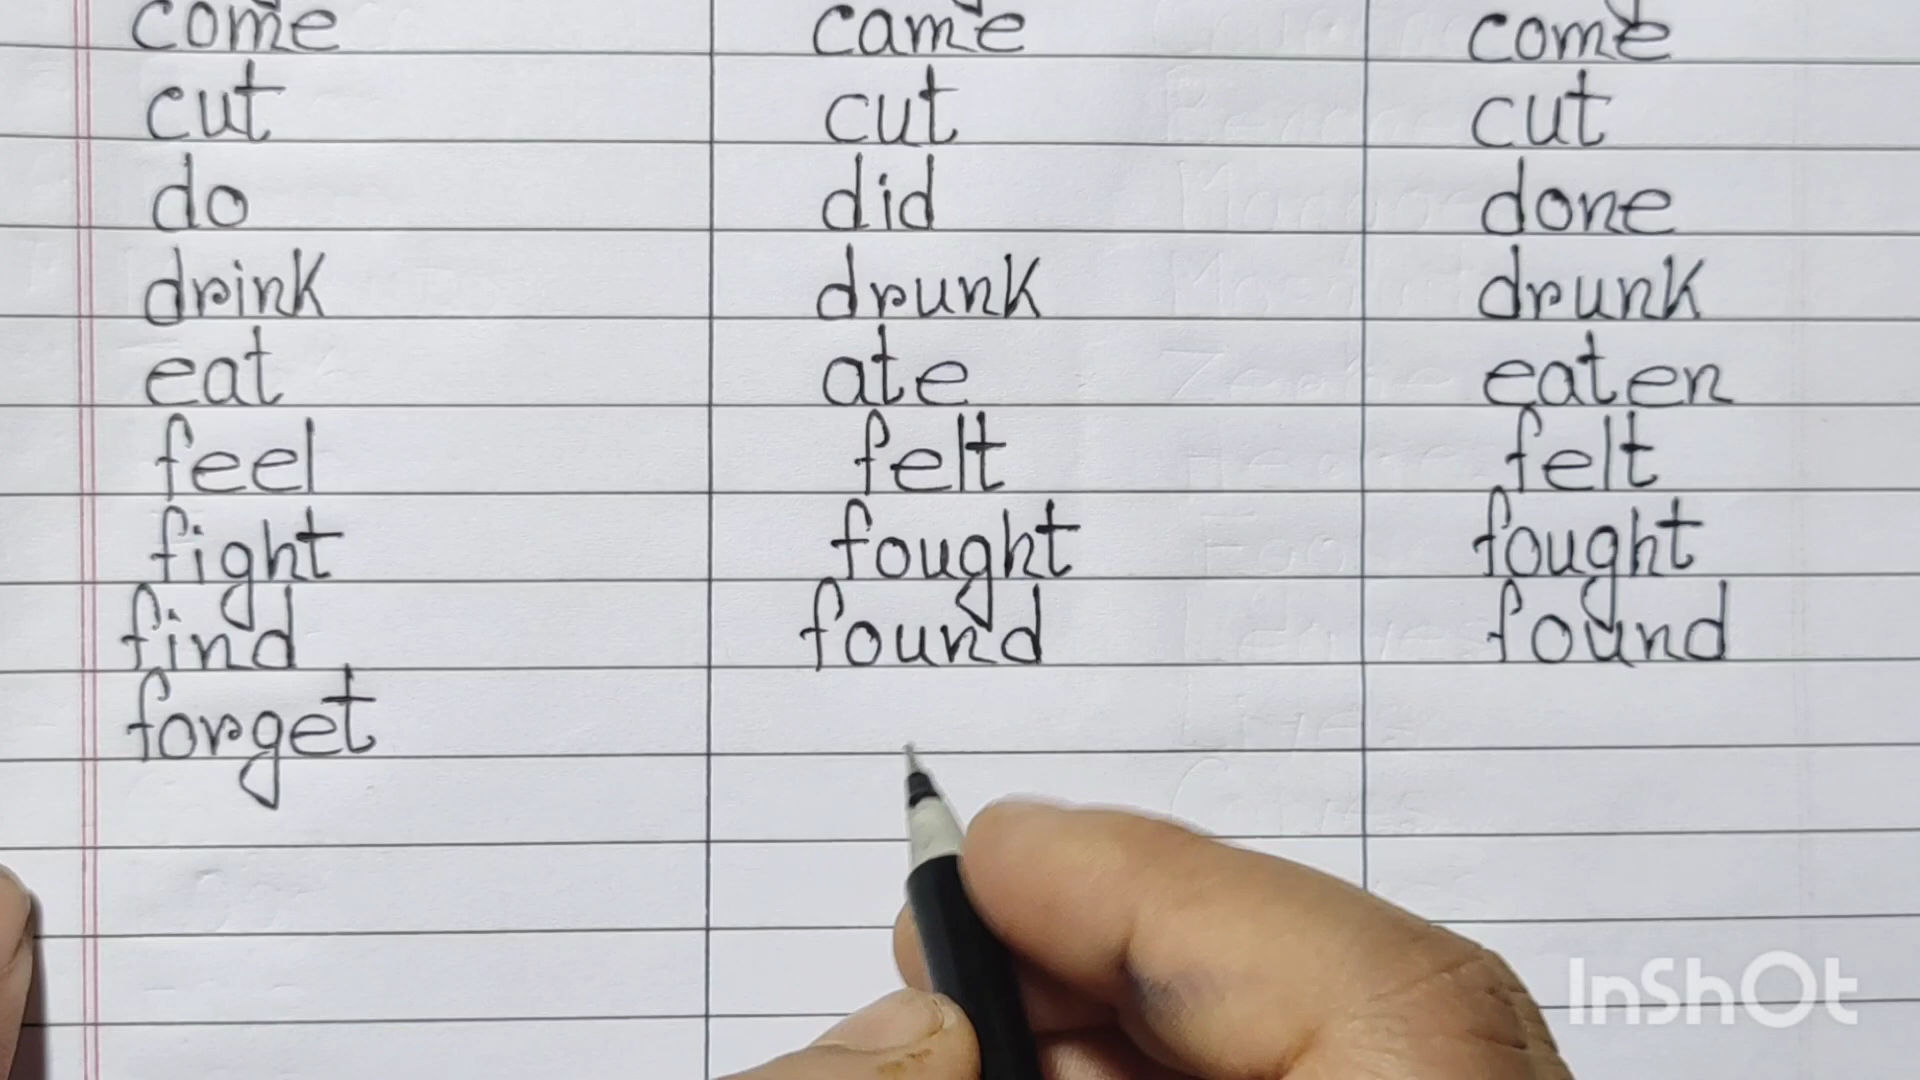 come came come
cut cut cut
do did done
drink drunk drunk
eat ate eaten
feel felt felt
fight fought fought
find found found
forget
InShOt